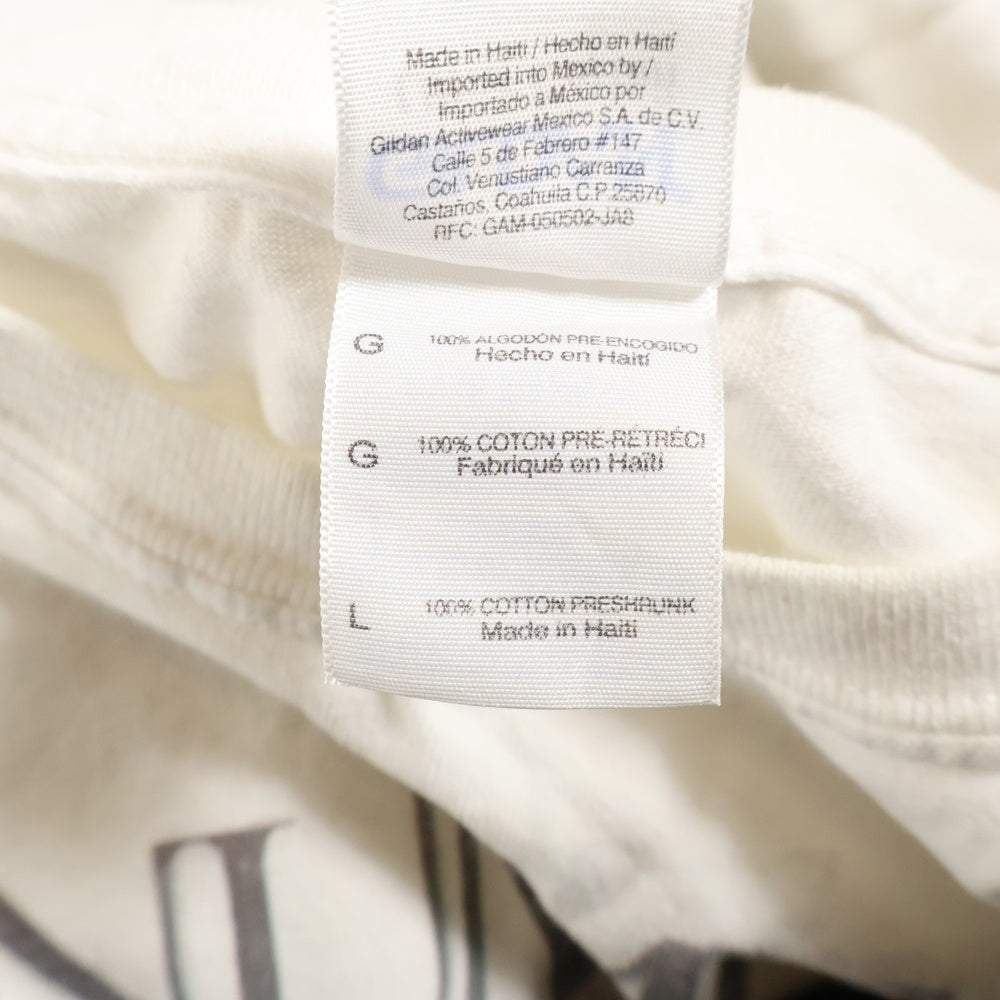 Made in Haiti / Hecho en Haití
Imported into Mexico by /
Importado a México por
Gildan Activewear Mexico S.A. de C.V.
Calle 5 de Febrero #147
Col. Venustiano Carranza
Castaños, Coahuila C.P. 25870
RFC: GAM-050502-JA8
G 100% ALGODÓN PRE-ENCOGIDO
Hecho en Haití
G 100% COTON PRE-RÉTRÉCI
Fabriqué en Haïti
L 100% COTTON PRESHRUNK
Made in Haiti